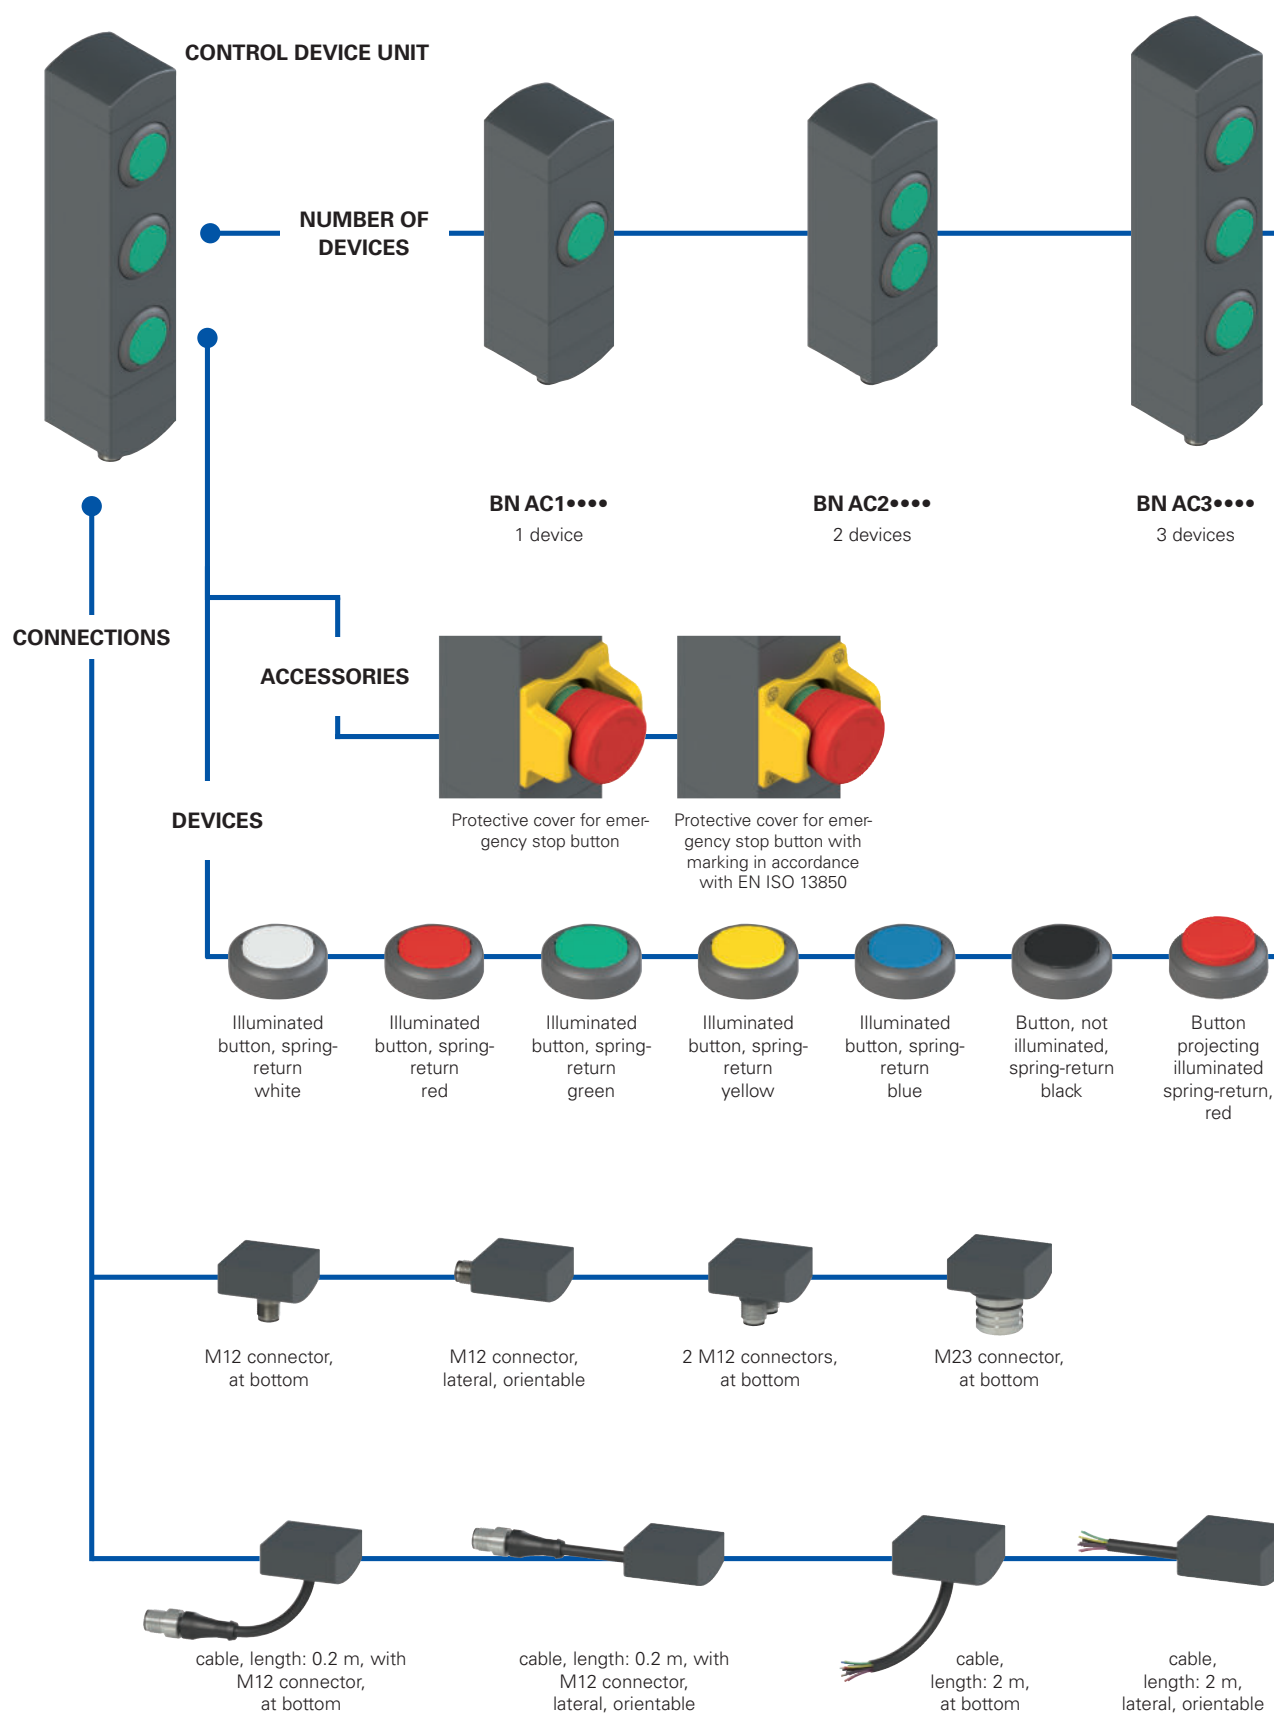 CONTROL DEVICE UNIT
NUMBER OF
DEVICES
BN AC1••••
1 device
BN AC2••••
2 devices
BN AC3••••
3 devices
CONNECTIONS
ACCESSORIES
Protective cover for emer-
gency stop button
Protective cover for emer-
gency stop button with
marking in accordance
with EN ISO 13850
DEVICES
Illuminated
button, spring-
return
white
Illuminated
button, spring-
return
red
Illuminated
button, spring-
return
green
Illuminated
button, spring-
return
yellow
Illuminated
button, spring-
return
blue
Button, not
illuminated,
spring-return
black
Button
projecting
illuminated
spring-return,
red
M12 connector,
at bottom
M12 connector,
lateral, orientable
2 M12 connectors,
at bottom
M23 connector,
at bottom
cable, length: 0.2 m, with
M12 connector,
at bottom
cable, length: 0.2 m, with
M12 connector,
lateral, orientable
cable,
length: 2 m,
at bottom
cable,
length: 2 m,
lateral, orientable